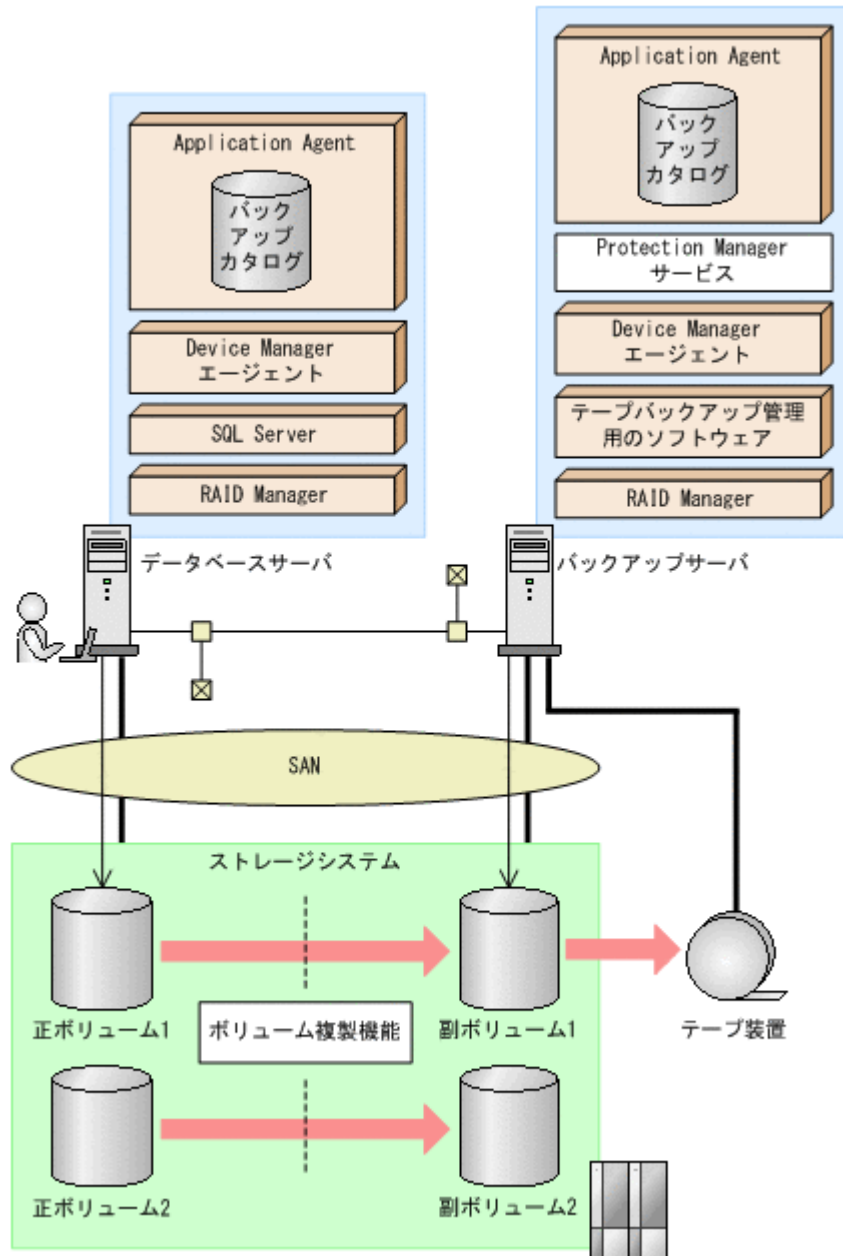 Application Agent
バック
アップ
カタログ
Device Manager
エージェント
SQL Server
RAID Manager
データベースサーバ
Application Agent
バック
アップ
カタログ
Protection Manager
サービス
Device Manager
エージェント
テープバックアップ管理
用のソフトウェア
RAID Manager
バックアップサーバ
SAN
ストレージシステム
正ボリューム1
ボリューム複製機能
副ボリューム1
テープ装置
正ボリューム2
副ボリューム2